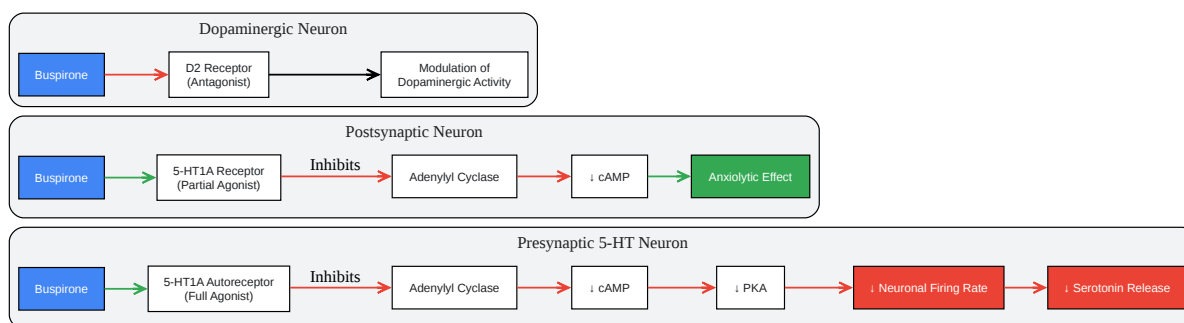 Dopaminergic Neuron
Buspirone
D2 Receptor
(Antagonist)
Modulation of
Dopaminergic Activity
Postsynaptic Neuron
Buspirone
5-HT1A Receptor
(Partial Agonist)
Inhibits
Adenylyl Cyclase
↓ cAMP
Anxiolytic Effect
Presynaptic 5-HT Neuron
Buspirone
5-HT1A Autoreceptor
(Full Agonist)
Inhibits
Adenylyl Cyclase
↓ cAMP
↓ PKA
↓ Neuronal Firing Rate
↓ Serotonin Release